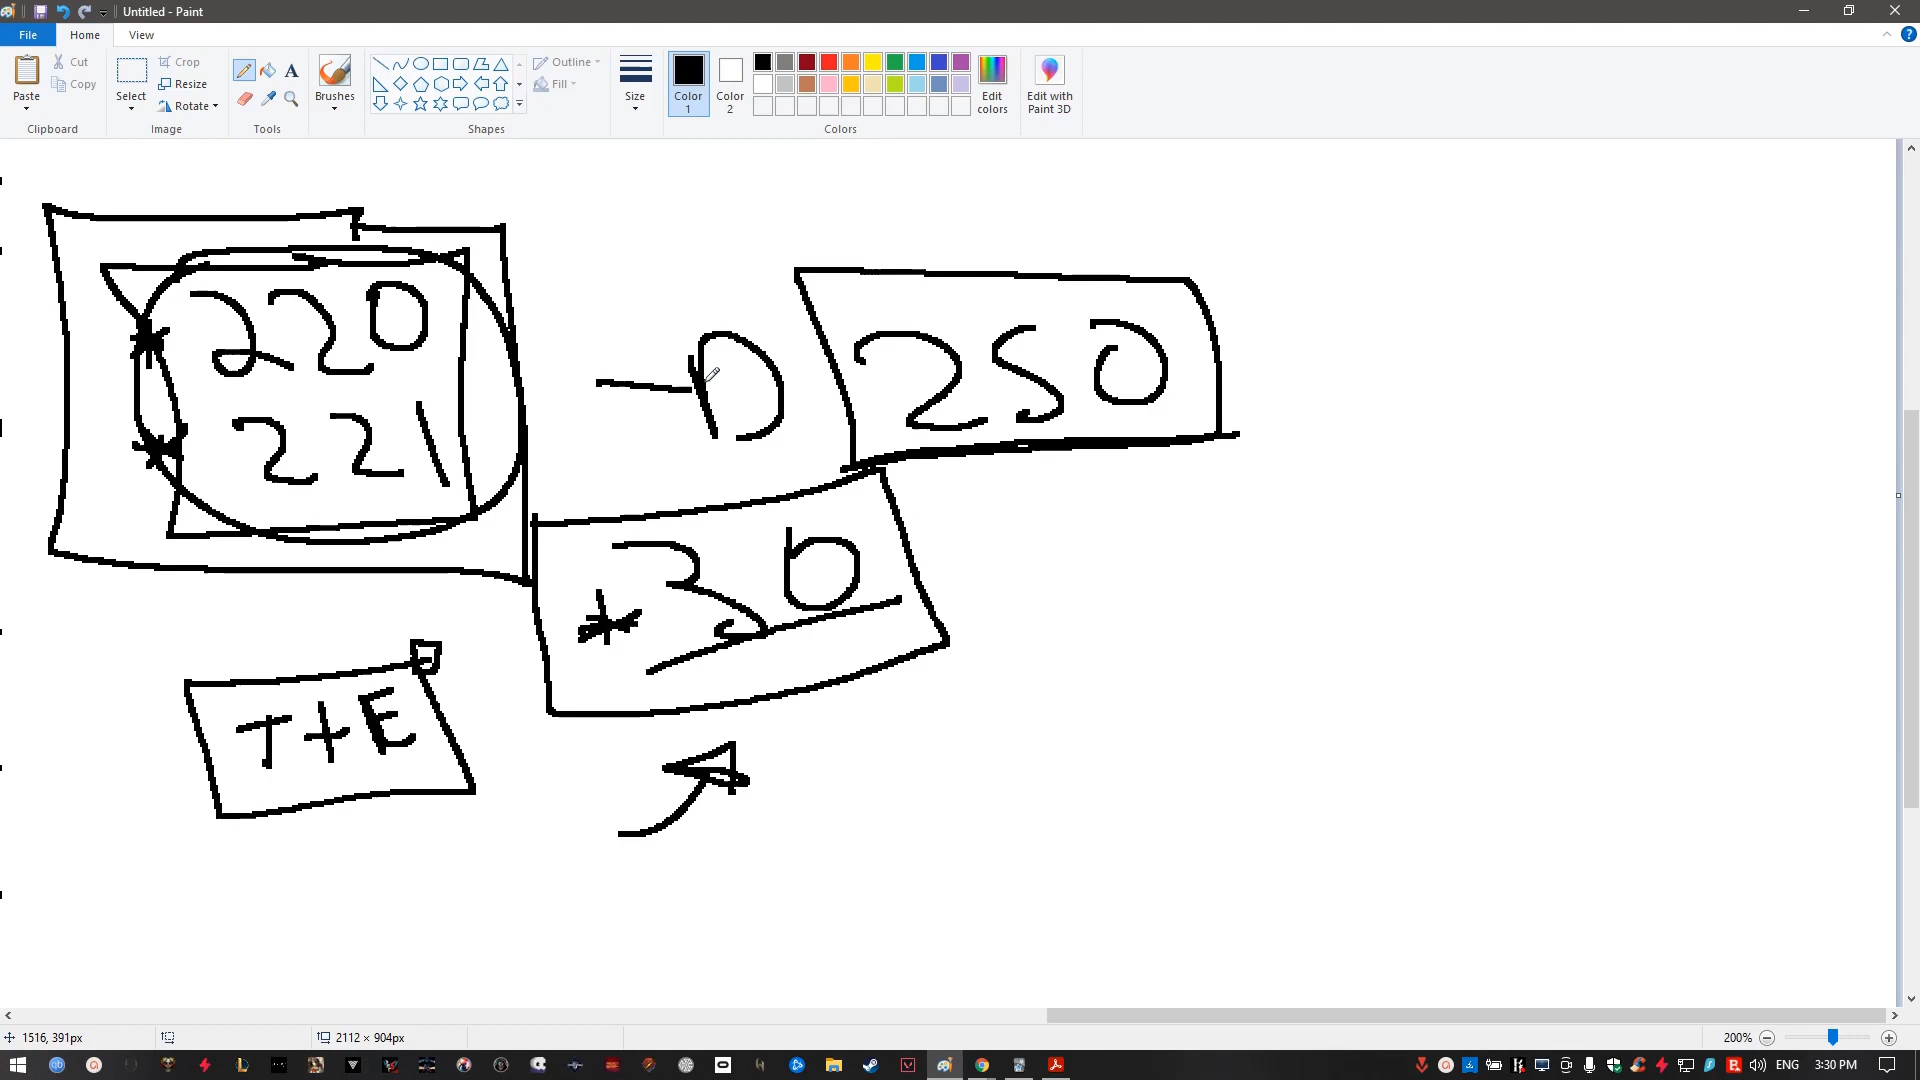 Untitled - Paint
File
Home
View
Paste
Cut
Copy
Clipboard
Select
Crop
Resize
Rotate
Image
Tools
Brushes
Shapes
Outline
Fill
Size
Color 1
Color 2
Edit colors
Colors
Edit with Paint 3D
220
221
250
30
T+E
1516, 391px
2112 × 904px
200%
ENG
3:30 PM